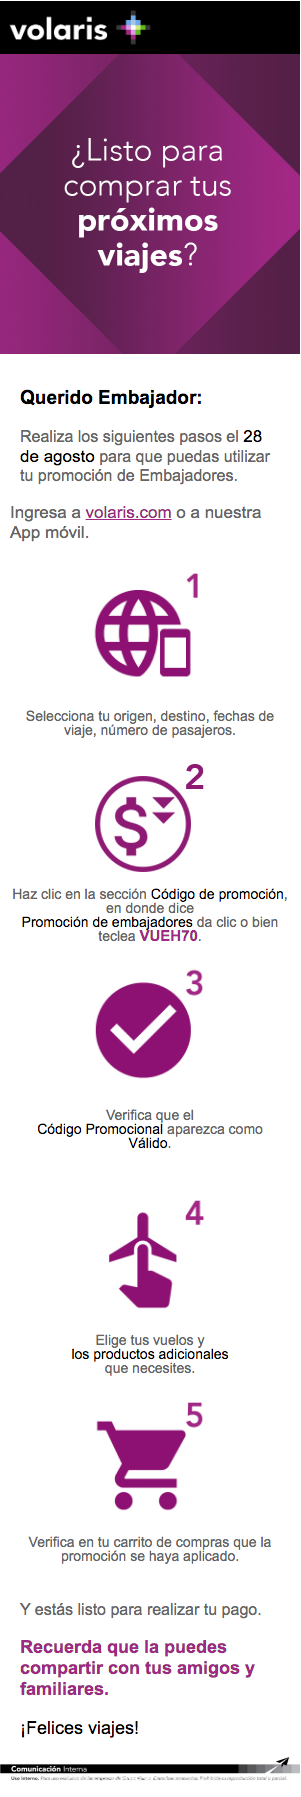 volaris
¿Listo para
comprar tus
próximos
viajes?
Querido Embajador:
Realiza los siguientes pasos el 28
de agosto para que puedas utilizar
tu promoción de Embajadores.
Ingresa a volaris.com o a nuestra
App móvil.
1
Selecciona tu origen, destino, fechas de
viaje, número de pasajeros.
2
$
Haz clic en la sección Código de promoción,
en donde dice
Promoción de embajadores da clic o bien
teclea VUEH70.
3
Verifica que el
Código Promocional aparezca como
Válido.
4
Elige tus vuelos y
los productos adicionales
que necesites.
5
Verifica en tu carrito de compras que la
promoción se haya aplicado.
Y estás listo para realizar tu pago.
Recuerda que la puedes
compartir con tus amigos y
familiares.
¡Felices viajes!
Comunicación Interna
Uso interno.